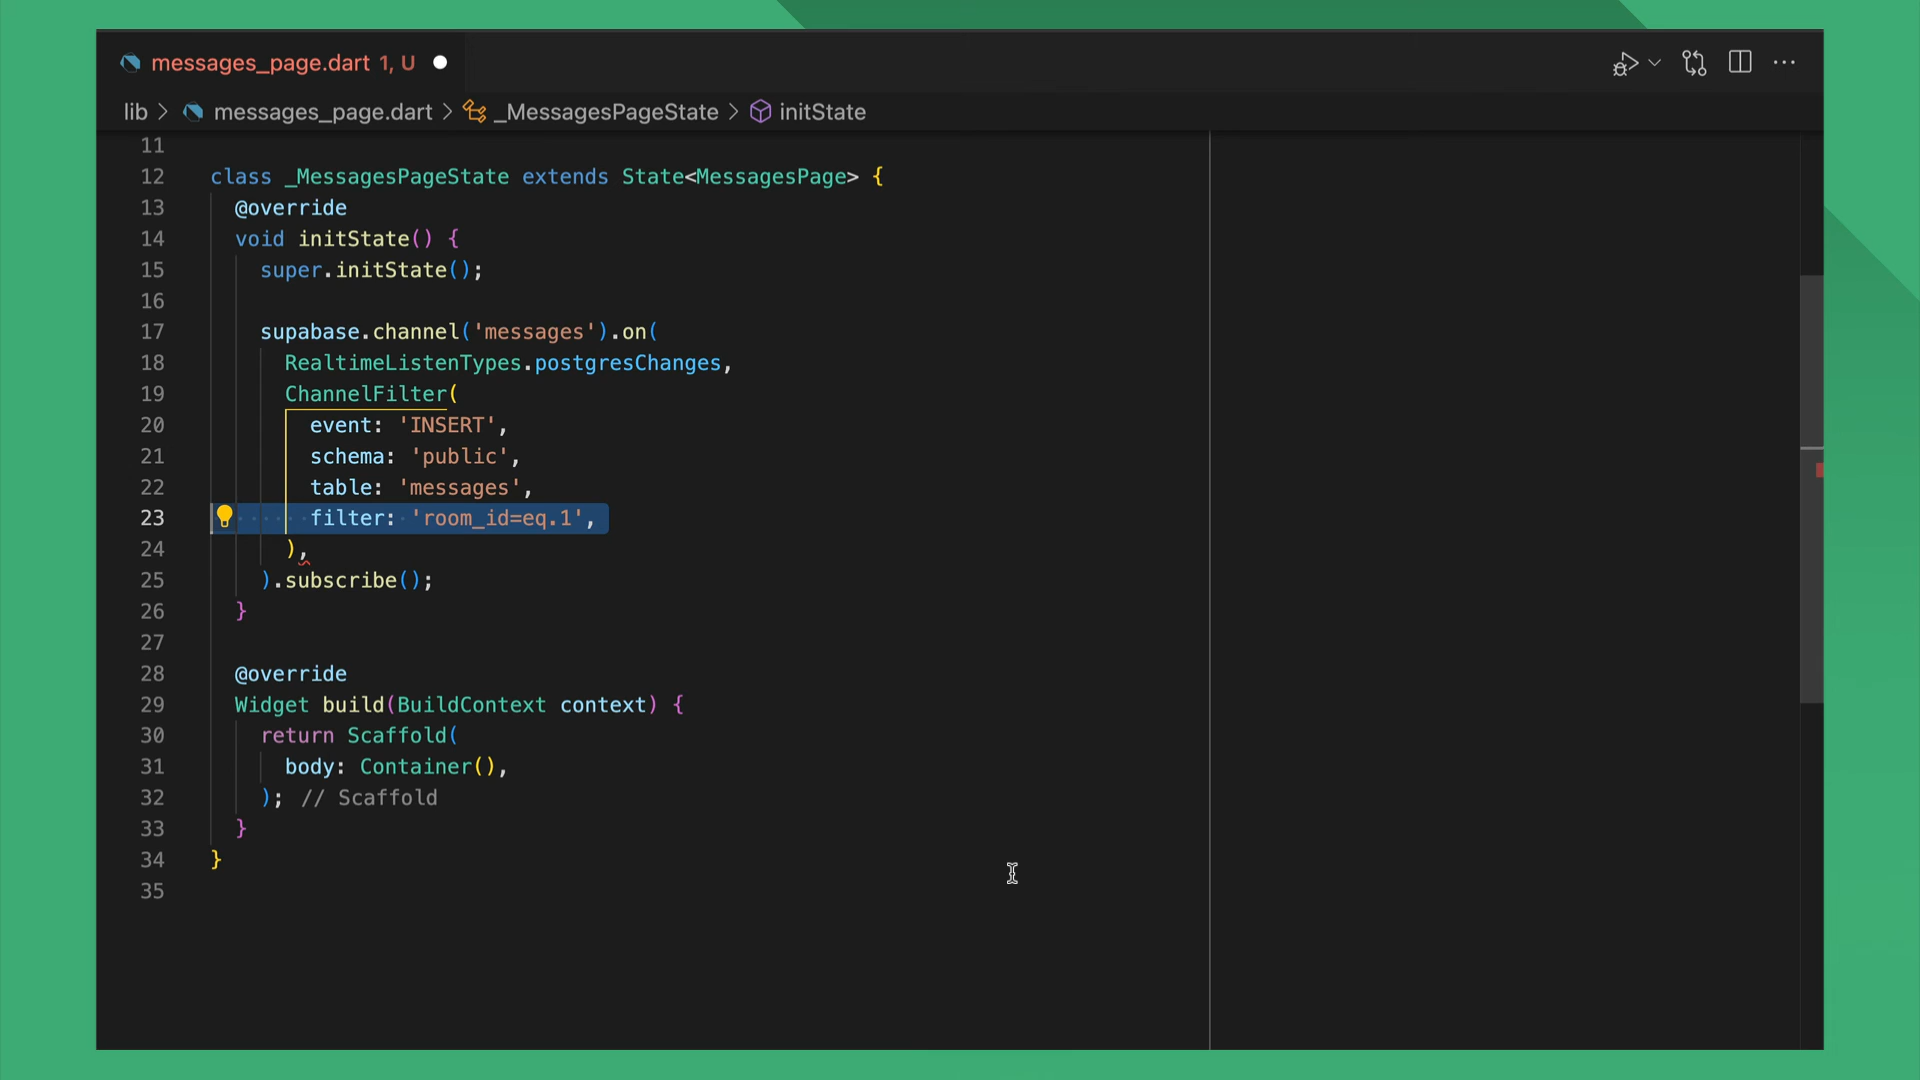 messages_page.dart 1, U
lib > messages_page.dart > _MessagesPageState > initState
11
12 class _MessagesPageState extends State<MessagesPage> {
13 @override
14 void initState() {
15 super.initState();
16
17 supabase.channel('messages').on(
18 RealtimeListenTypes.postgresChanges,
19 ChannelFilter(
20 event: 'INSERT',
21 schema: 'public',
22 table: 'messages',
23 filter: 'room_id=eq.1',
24 ),
25 ).subscribe();
26 }
27
28 @override
29 Widget build(BuildContext context) {
30 return Scaffold(
31 body: Container(),
32 ); // Scaffold
33 }
34 }
35